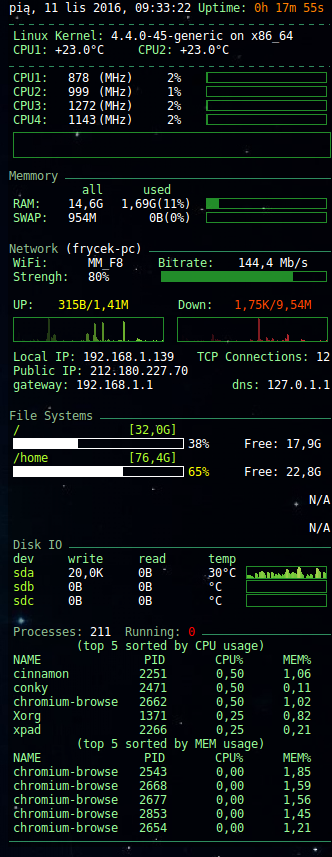 pią, 11 lis 2016, 09:33:22 Uptime: 0h 17m 55s
Linux Kernel: 4.4.0-45-generic on x86_64
CPU1: +23.0°C CPU2: +23.0°C
CPU1: 878 (MHz) 2%
CPU2: 999 (MHz) 1%
CPU3: 1272(MHz) 2%
CPU4: 1143(MHz) 2%
Memmory
all used
RAM: 14,6G 1,69G(11%)
SWAP: 954M 0B(0%)
Network (frycek-pc)
WiFi: MM_F8 Bitrate: 144,4 Mb/s
Strengh: 80%
UP: 315B/1,41M Down: 1,75K/9,54M
Local IP: 192.168.1.139 TCP Connections: 12
Public IP: 212.180.227.70
gateway: 192.168.1.1 dns: 127.0.1.1
File Systems
/ [32,0G]
38% Free: 17,9G
/home [76,4G]
65% Free: 22,8G
N/A
N/A
Disk IO
dev write read temp
sda 20,0K 0B 30°C
sdb 0B 0B °C
sdc 0B 0B °C
Processes: 211 Running: 0
(top 5 sorted by CPU usage)
NAME PID CPU% MEM%
cinnamon 2251 0,50 1,06
conky 2471 0,50 0,11
chromium-browse 2662 0,50 1,02
Xorg 1371 0,25 0,82
xpad 2266 0,25 0,21
(top 5 sorted by MEM usage)
NAME PID CPU% MEM%
chromium-browse 2543 0,00 1,85
chromium-browse 2668 0,00 1,59
chromium-browse 2677 0,00 1,56
chromium-browse 2853 0,00 1,45
chromium-browse 2654 0,00 1,21